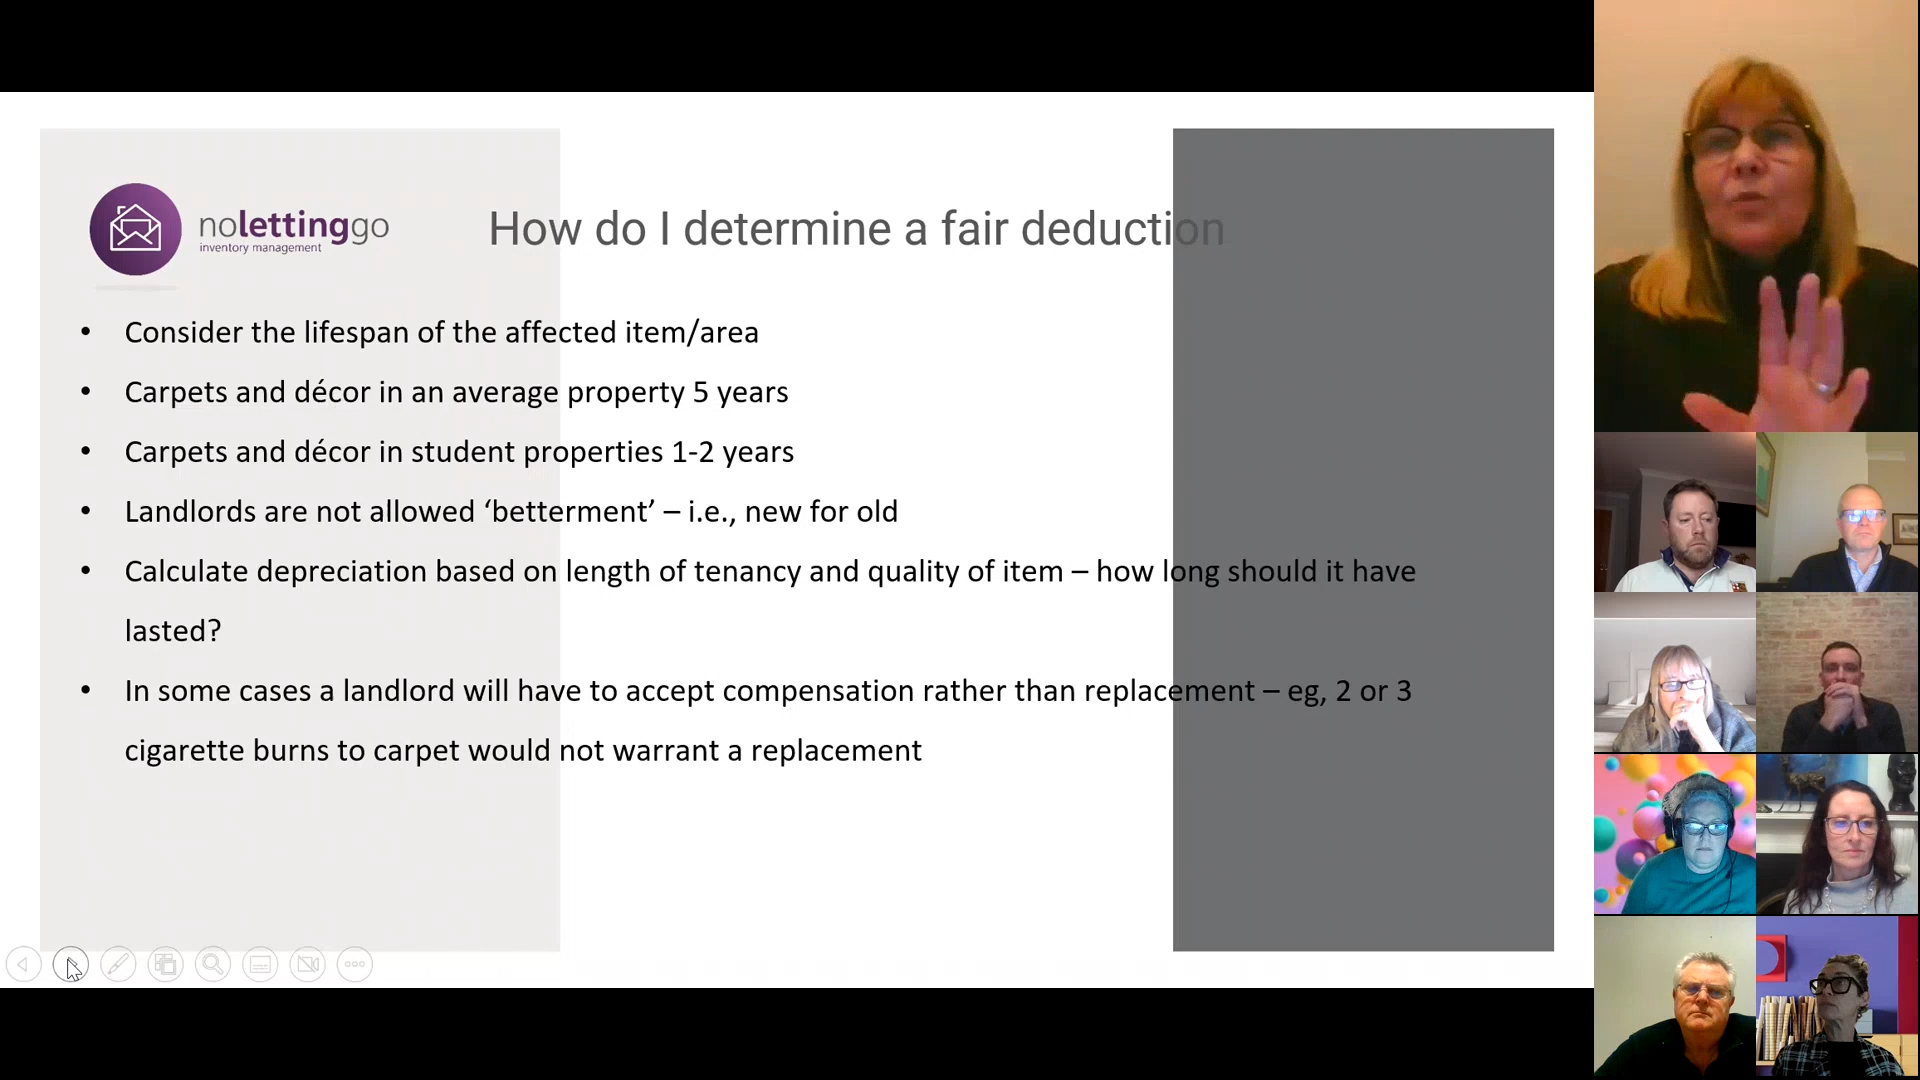 nolettinggo
inventory management
How do I determine a fair deduction
• Consider the lifespan of the affected item/area
• Carpets and décor in an average property 5 years
• Carpets and décor in student properties 1-2 years
• Landlords are not allowed ‘betterment’ – i.e., new for old
• Calculate depreciation based on length of tenancy and quality of item – how long should it have
lasted?
• In some cases a landlord will have to accept compensation rather than replacement – eg, 2 or 3
cigarette burns to carpet would not warrant a replacement